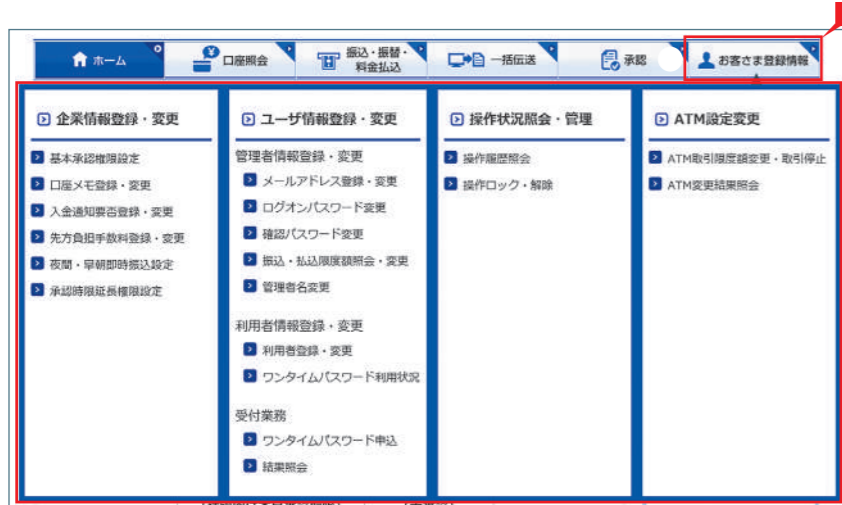 ホーム
口座照会
振込・振替・
料金払込
一括伝送
承認
お客さま登録情報
企業情報登録・変更
基本承認権限設定
口座メモ登録・変更
入金通知要否登録・変更
先方負担手数料登録・変更
夜間・早朝即時振込設定
承認時限延長権限設定
ユーザ情報登録・変更
管理者情報登録・変更
メールアドレス登録・変更
ログオンパスワード変更
確認パスワード変更
振込・払込限度額照会・変更
管理者名変更
利用者情報登録・変更
利用者登録・変更
ワンタイムパスワード利用状況
受付業務
ワンタイムパスワード申込
結果照会
操作状況照会・管理
操作履歴照会
操作ロック・解除
ATM設定変更
ATM取引限度額変更・取引停止
ATM変更結果照会